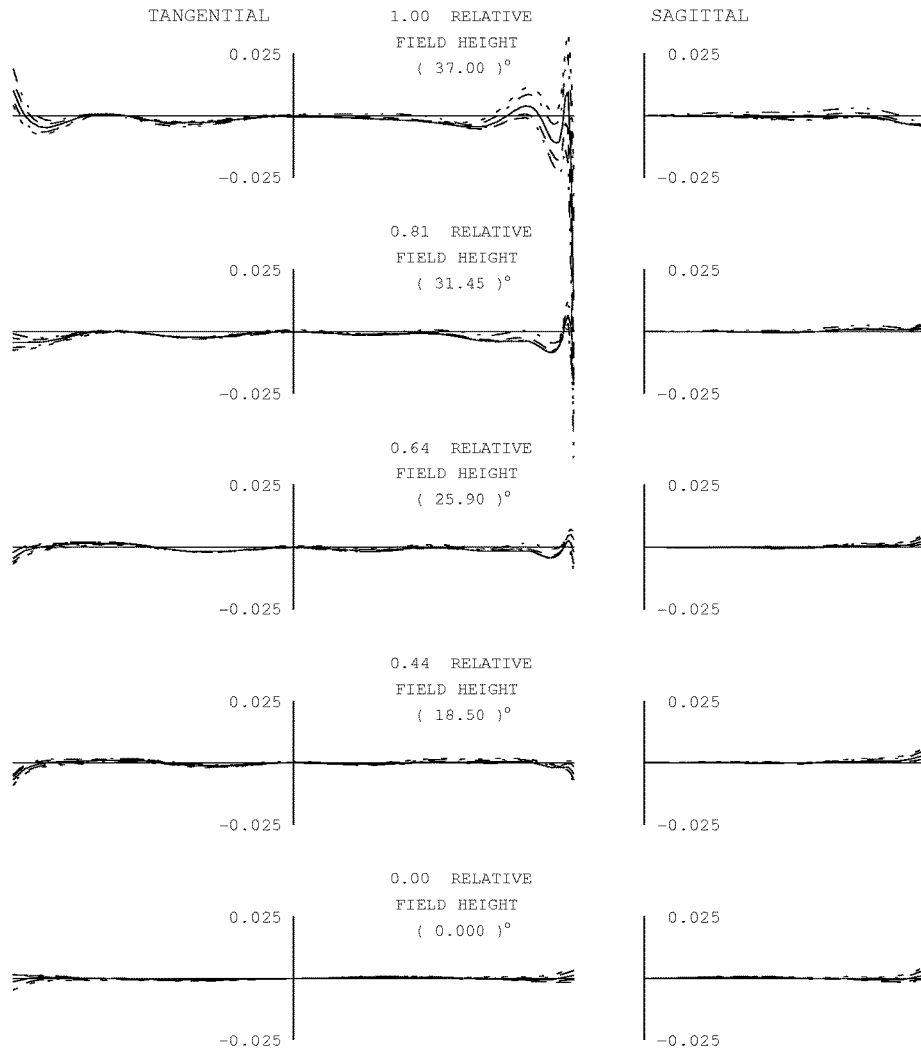 TANGENTIAL 1.00 RELATIVE SAGITTAL
FIELD HEIGHT
0.025 ( 37.00 )° 0.025
-0.025 -0.025
0.81 RELATIVE
FIELD HEIGHT
0.025 ( 31.45 )° 0.025
-0.025 -0.025
0.64 RELATIVE
FIELD HEIGHT
0.025 ( 25.90 )° 0.025
-0.025 -0.025
0.44 RELATIVE
FIELD HEIGHT
0.025 ( 18.50 )° 0.025
-0.025 -0.025
0.00 RELATIVE
FIELD HEIGHT
0.025 ( 0.000 )° 0.025
-0.025 -0.025